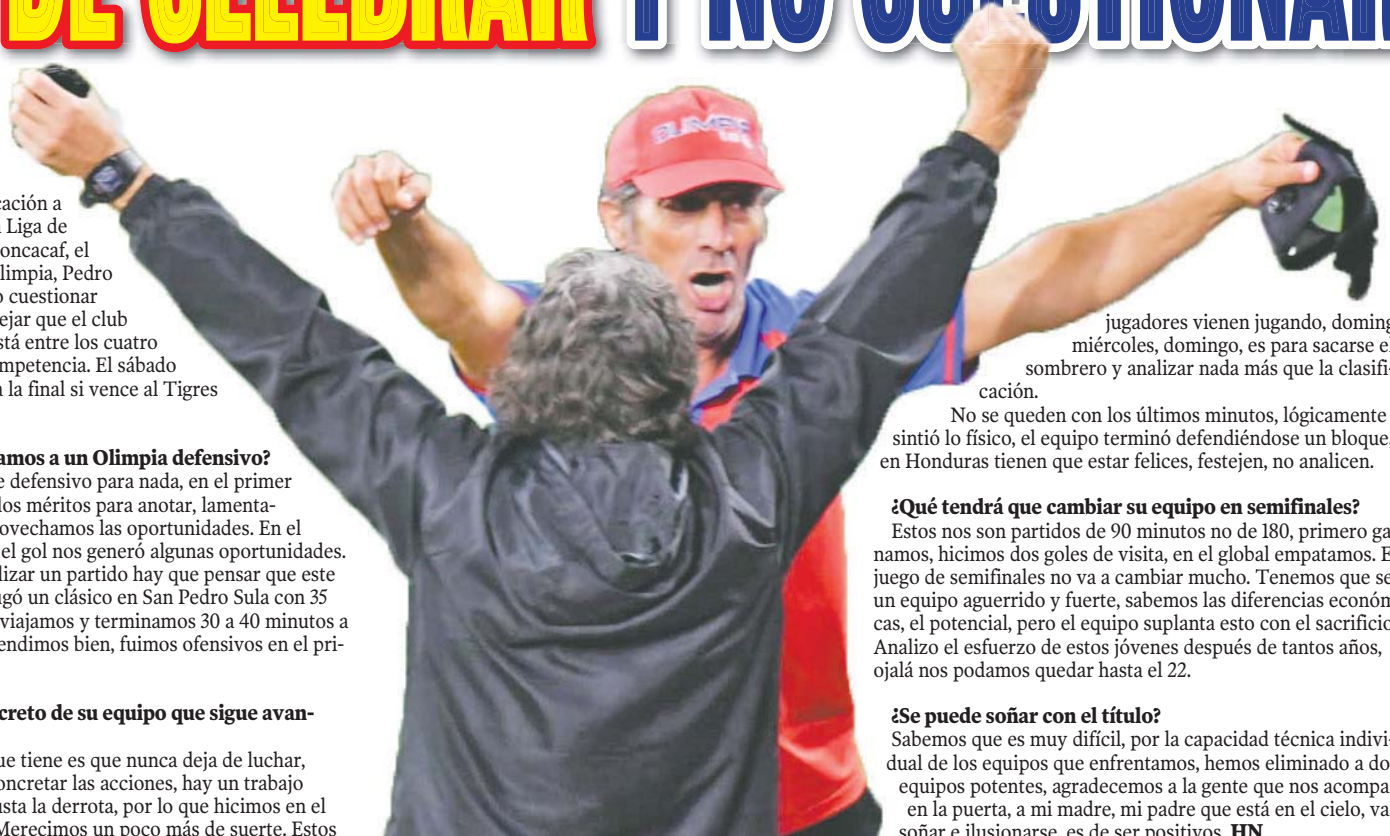 DE CELEBRAR Y NO CUESTIONAR
OLIMPIA
cación a
Liga de
oncacaf, el
limpia, Pedro
cuestionar
ejar que el club
stá entre los cuatro
mpetencia. El sábado
la final si vence al Tigres
amos a un Olimpia defensivo?
e defensivo para nada, en el primer
los méritos para anotar, lamenta-
ovechamos las oportunidades. En el
el gol nos generó algunas oportunidades.
lizar un partido hay que pensar que este
gó un clásico en San Pedro Sula con 35
viajamos y terminamos 30 a 40 minutos a
endimos bien, fuimos ofensivos en el pri-
creto de su equipo que sigue avan-
ue tiene es que nunca deja de luchar,
oncretar las acciones, hay un trabajo
usta la derrota, por lo que hicimos en el
Merecimos un poco más de suerte. Estos
jugadores vienen jugando, doming
miércoles, domingo, es para sacarse el
sombrero y analizar nada más que la clasifi-
cación.
No se queden con los últimos minutos, lógicamente
sintió lo físico, el equipo terminó defendiéndose un bloque,
en Honduras tienen que estar felices, festejen, no analicen.
¿Qué tendrá que cambiar su equipo en semifinales?
Estos nos son partidos de 90 minutos no de 180, primero ga
namos, hicimos dos goles de visita, en el global empatamos. E
juego de semifinales no va a cambiar mucho. Tenemos que se
un equipo aguerrido y fuerte, sabemos las diferencias económ
cas, el potencial, pero el equipo suplanta esto con el sacrificio
Analizo el esfuerzo de estos jóvenes después de tantos años,
ojalá nos podamos quedar hasta el 22.
¿Se puede soñar con el título?
Sabemos que es muy difícil, por la capacidad técnica indivi-
dual de los equipos que enfrentamos, hemos eliminado a do
equipos potentes, agradecemos a la gente que nos acompa
en la puerta, a mi madre, mi padre que está en el cielo, va
soñar e ilusionarse, es de ser positivos. HN